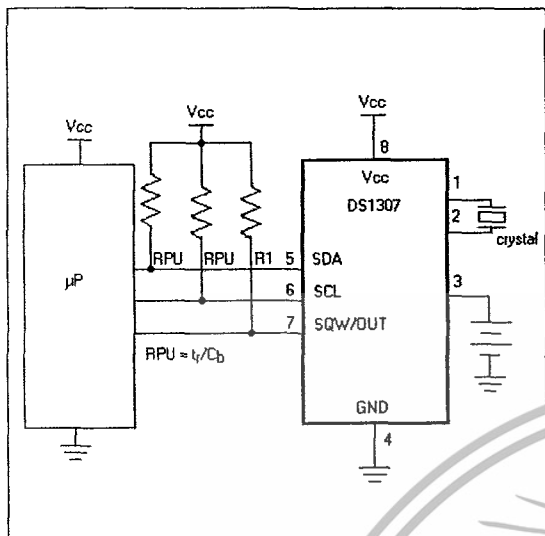 Vcc
Vcc
Vcc
8
Vcc
DS1307
1
2
crystal
µP
RPU
RPU
R1
5
SDA
6
SCL
3
7
SQW/OUT
RPU = tr/Cb
GND
4